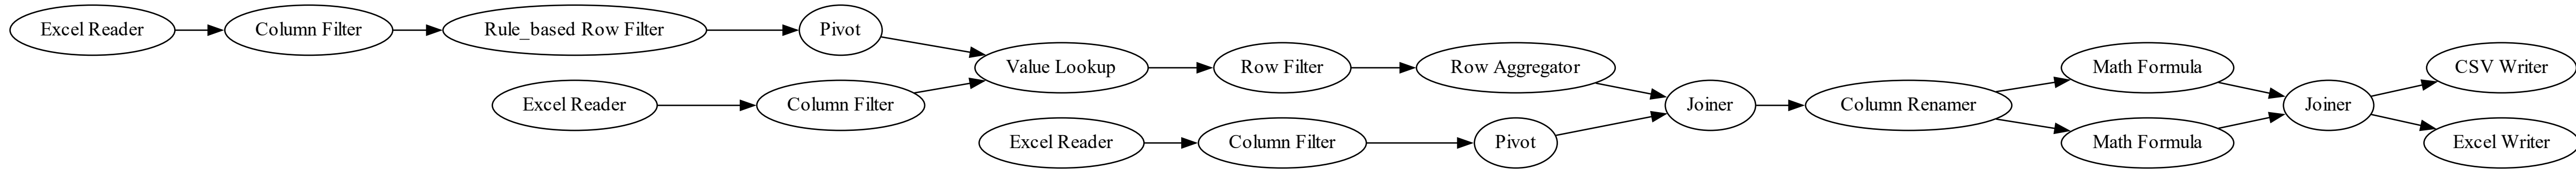 Excel Reader
Column Filter
Rule_based Row Filter
Pivot
Value Lookup
Row Filter
Row Aggregator
Math Formula
CSV Writer
Excel Reader
Column Filter
Joiner
Column Renamer
Joiner
Excel Reader
Column Filter
Pivot
Math Formula
Excel Writer